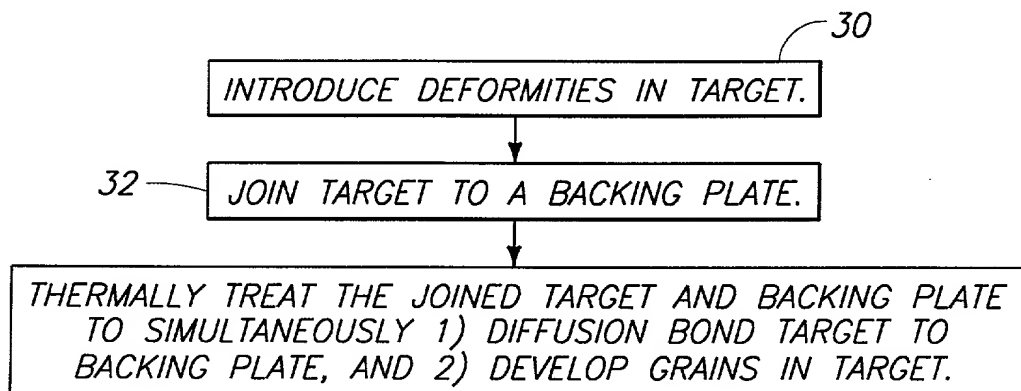 30
INTRODUCE DEFORMITIES IN TARGET.
32
JOIN TARGET TO A BACKING PLATE.
THERMALLY TREAT THE JOINED TARGET AND BACKING PLATE
TO SIMULTANEOUSLY 1) DIFFUSION BOND TARGET TO
BACKING PLATE, AND 2) DEVELOP GRAINS IN TARGET.